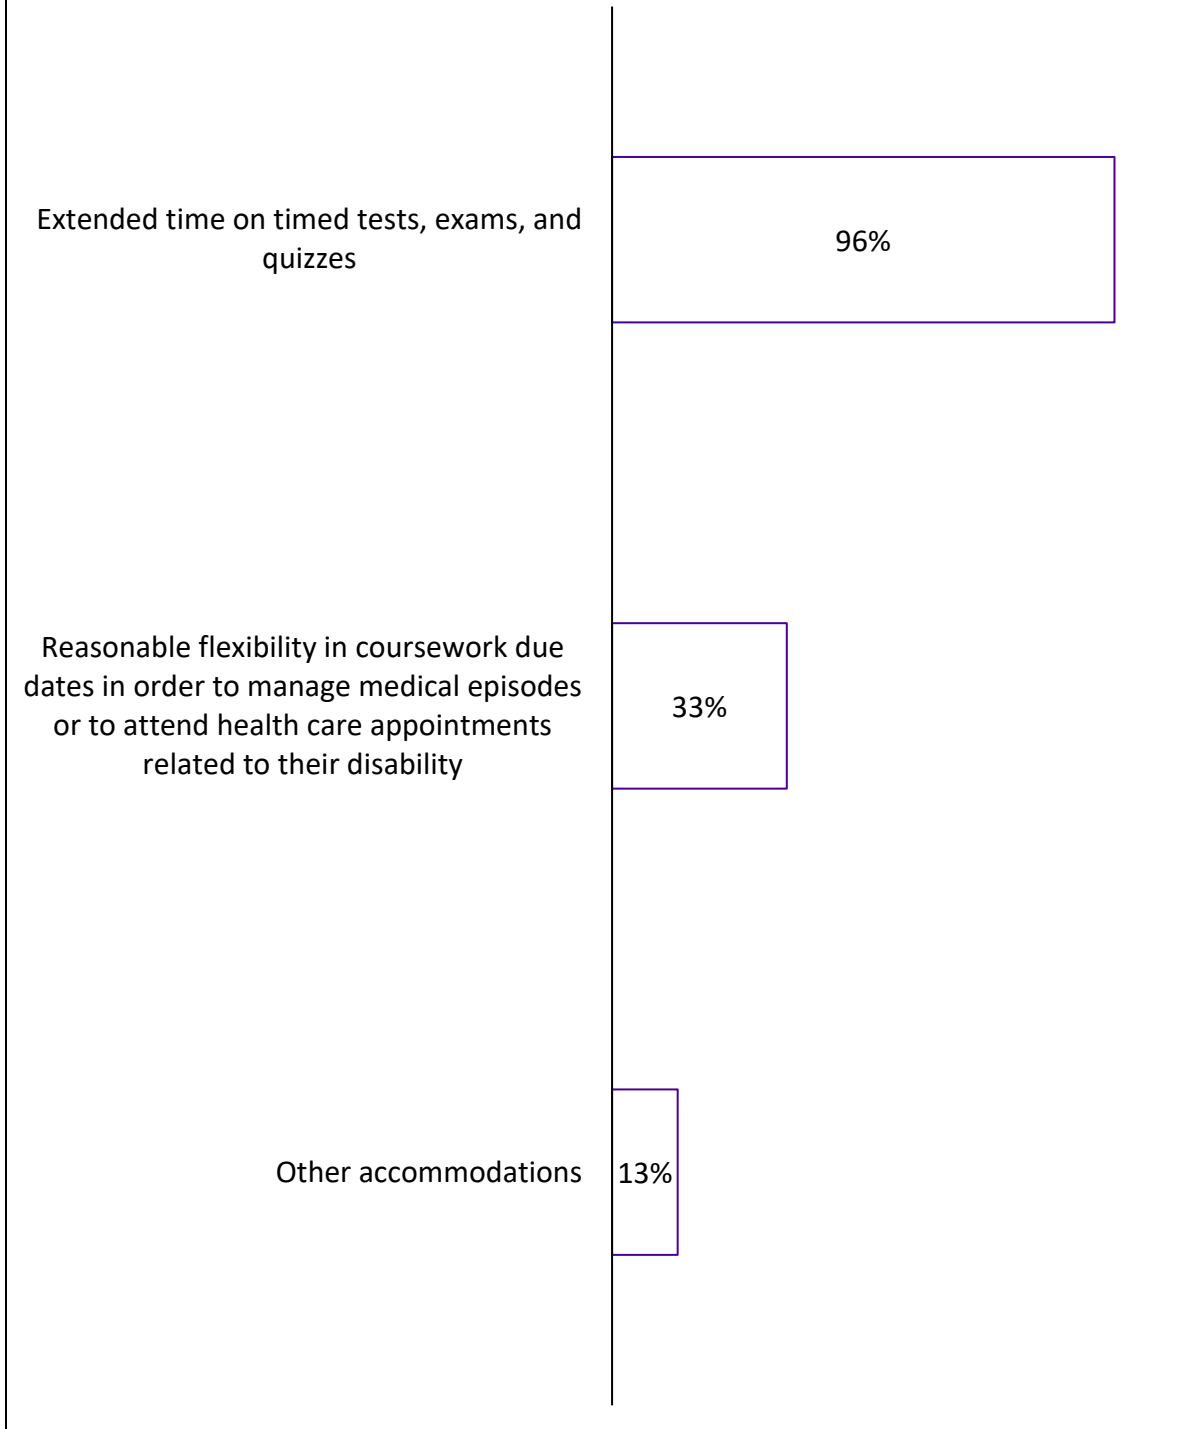 Extended time on timed tests, exams, and
quizzes
96%
Reasonable flexibility in coursework due
dates in order to manage medical episodes
or to attend health care appointments
related to their disability
33%
Other accommodations
13%